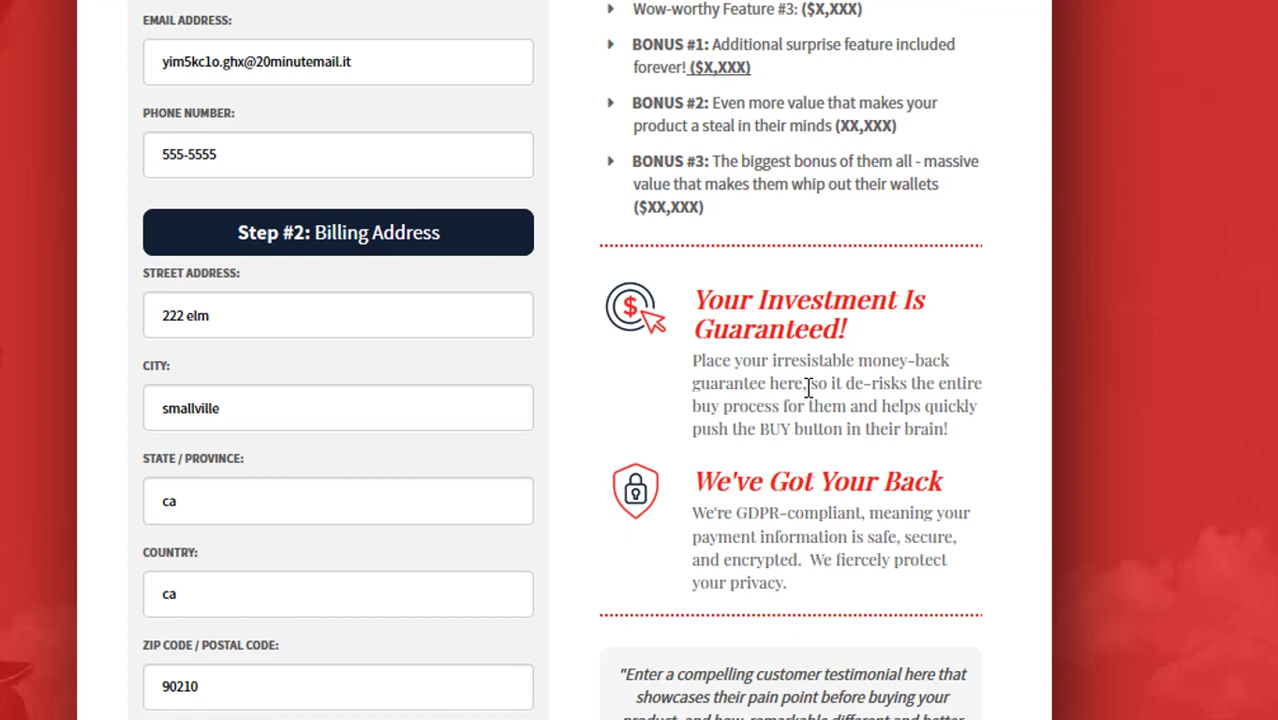 EMAIL ADDRESS:
yim5kc1o.ghx@20minutemail.it
PHONE NUMBER:
555-5555
Step #2: Billing Address
STREET ADDRESS:
222 elm
CITY:
smallville
STATE / PROVINCE:
ca
COUNTRY:
ca
ZIP CODE / POSTAL CODE:
90210
Wow-worthy Feature #3: ($X,XXX)
BONUS #1: Additional surprise feature included
forever! ($X,XXX)
BONUS #2: Even more value that makes your
product a steal in their minds (XX,XXX)
BONUS #3: The biggest bonus of them all - massive
value that makes them whip out their wallets
($XX,XXX)
Your Investment Is
Guaranteed!
Place your irresistable money-back
guarantee here, so it de-risks the entire
buy process for them and helps quickly
push the BUY button in their brain!
We've Got Your Back
We're GDPR-compliant, meaning your
payment information is safe, secure,
and encrypted. We fiercely protect
your privacy.
"Enter a compelling customer testimonial here that
showcases their pain point before buying your
product, and how remarkable different and better